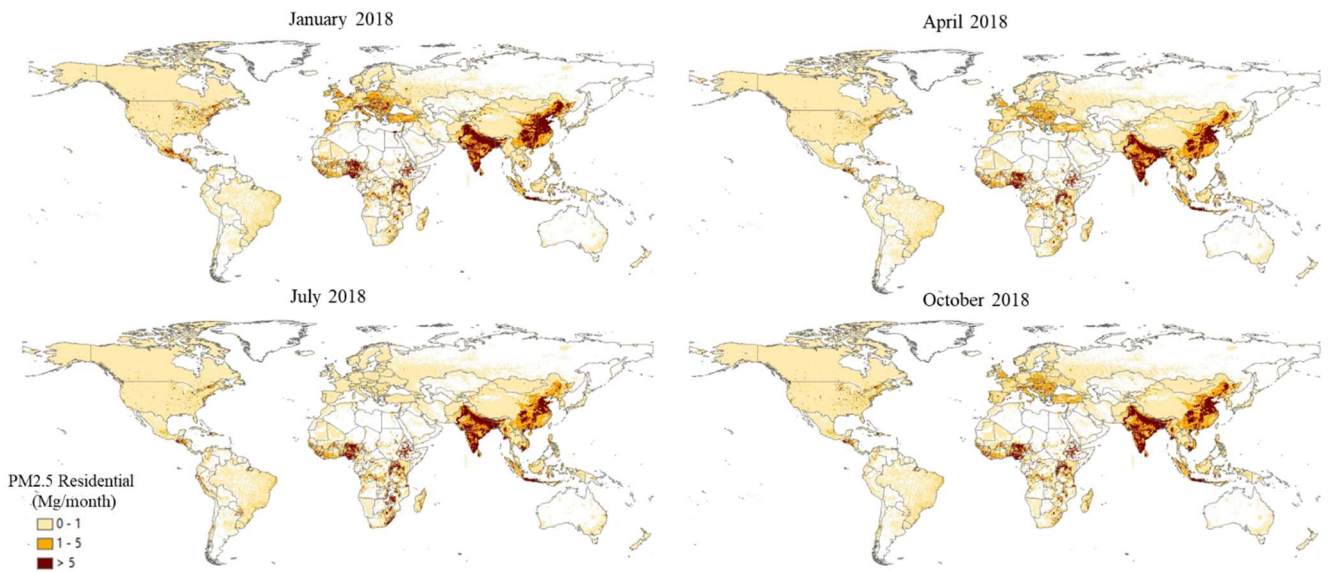 January 2018
April 2018
July 2018
October 2018
PM2.5 Residential
(Mg/month)
0 - 1
1 - 5
> 5